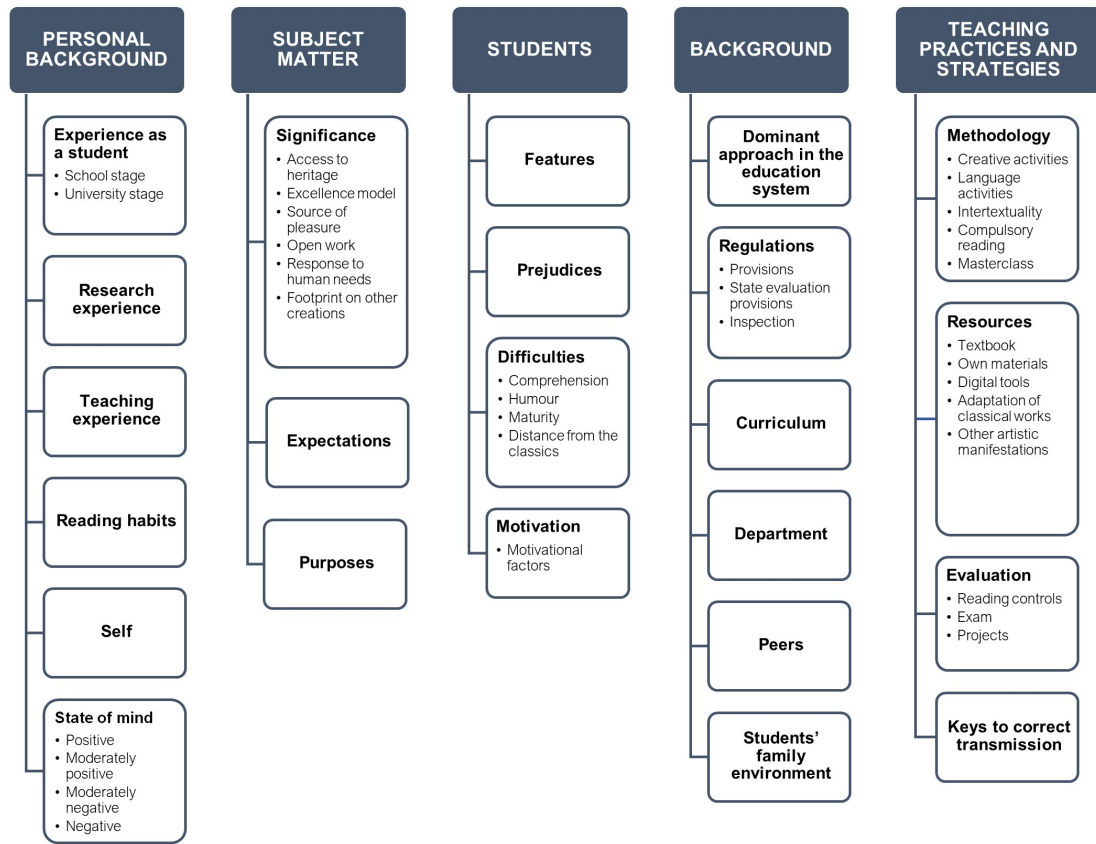 PERSONAL
BACKGROUND
Experience as
a student
• School stage
• University stage
Research
experience
Teaching
experience
Reading habits
Self
State of mind
• Positive
• Moderately
positive
• Moderately
negative
• Negative
SUBJECT
MATTER
Significance
• Access to
heritage
• Excellence model
• Source of
pleasure
• Open work
• Response to
human needs
• Footprint on other
creations
Expectations
Purposes
STUDENTS
Features
Prejudices
Difficulties
• Comprehension
• Humour
• Maturity
• Distance from the
classics
Motivation
• Motivational
factors
BACKGROUND
Dominant
approach in the
education
system
Regulations
• Provisions
• State evaluation
provisions
• Inspection
Curriculum
Department
Peers
Students’
family
environment
TEACHING
PRACTICES AND
STRATEGIES
Methodology
• Creative activities
• Language
activities
• Intertextuality
• Compulsory
reading
• Masterclass
Resources
• Textbook
• Own materials
• Digital tools
• Adaptation of
classical works
• Other artistic
manifestations
Evaluation
• Reading controls
• Exam
• Projects
Keys to correct
transmission